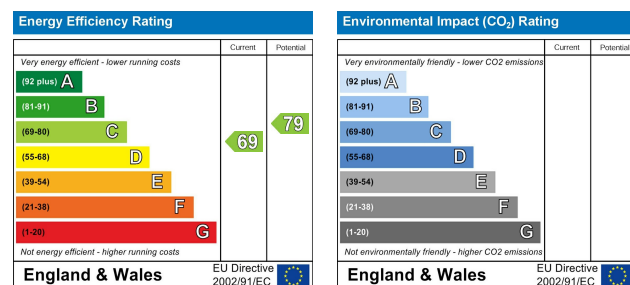 Energy Efficiency Rating
Current Potential
Very energy efficient - lower running costs
(92 plus) A
(81-91) B
(69-80) C
(55-68) D
(39-54) E
(21-38) F
(1-20) G
69
79
Not energy efficient - higher running costs
England & Wales
EU Directive
2002/91/EC
Environmental Impact (CO₂) Rating
Current Potential
Very environmentally friendly - lower CO2 emissions
(92 plus) A
(81-91) B
(69-80) C
(55-68) D
(39-54) E
(21-38) F
(1-20) G
Not environmentally friendly - higher CO2 emissions
England & Wales
EU Directive
2002/91/EC